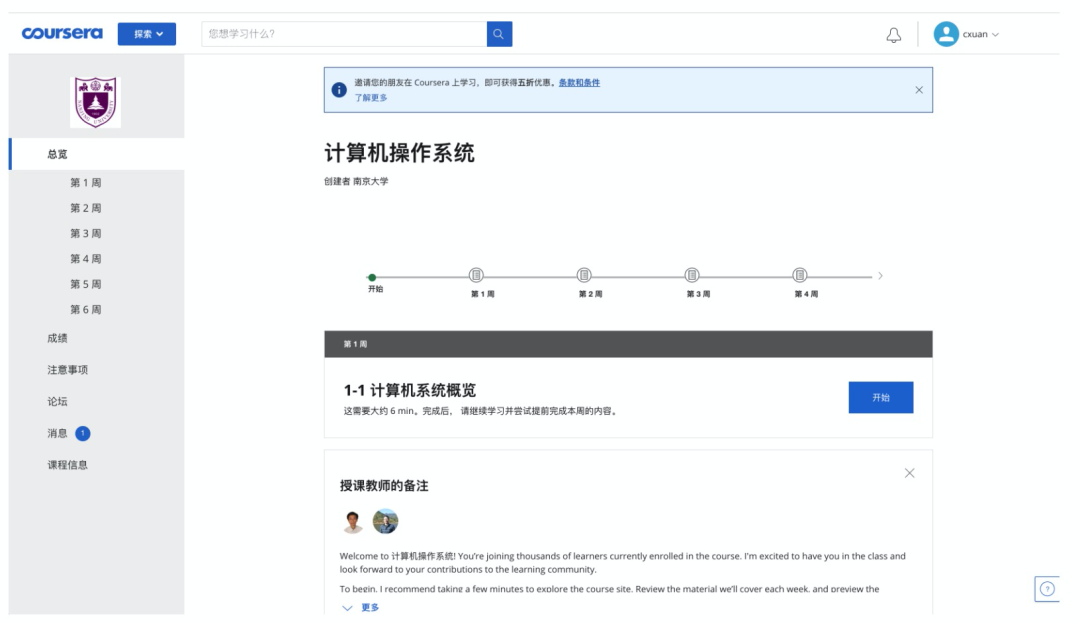 coursera 探索 您想学习什么? cxuan
邀请您的朋友在 Coursera 上学习，即可获得五折优惠。条款和条件
了解更多
总览
第 1 周
第 2 周
第 3 周
第 4 周
第 5 周
第 6 周
成绩
注意事项
论坛
消息 1
课程信息
计算机操作系统
创建者 南京大学
开始 第 1 周 第 2 周 第 3 周 第 4 周
第 1 周
1-1 计算机系统概览
这需要大约 6 min。完成后， 请继续学习并尝试提前完成本周的内容。
开始
授课教师的备注
Welcome to 计算机操作系统! You're joining thousands of learners currently enrolled in the course. I'm excited to have you in the class and
look forward to your contributions to the learning community.
To begin, I recommend taking a few minutes to explore the course site. Review the material we'll cover each week, and preview the
更多